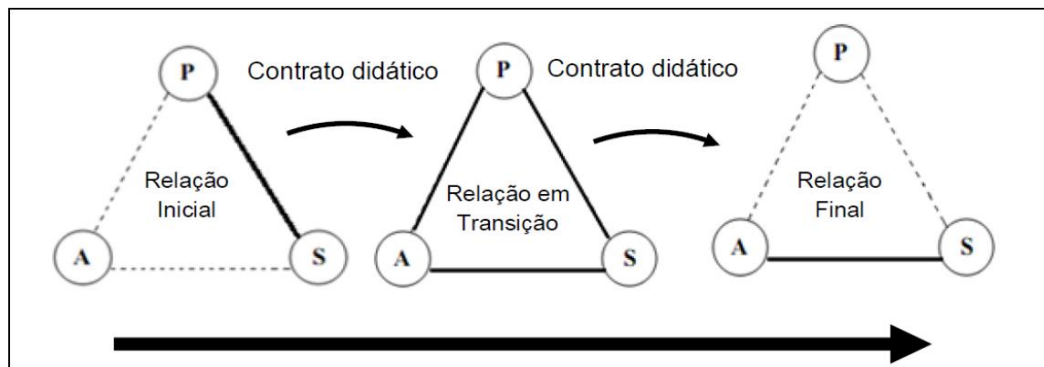 P
Contrato didático
P
Contrato didático
P
Relação
Inicial
Relação em
Transição
Relação
Final
A
S
A
S
A
S